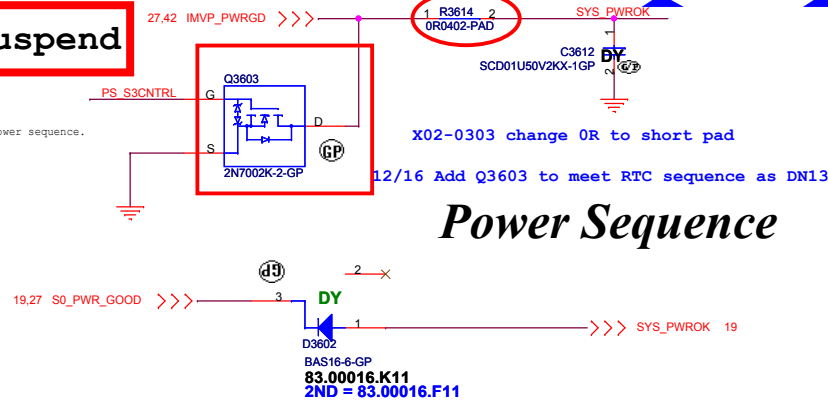 27,42 IMVP_PWRGD
1 R3614 2
0R0402-PAD
SYS_PWROK
uspend
C3612
1
DY
2
G/P
SCD01U50V2KX-1GP
Q3603
PS_S3CNTRL
G
D
S
GP
2N7002K-2-GP
ower sequence.
X02-0303 change 0R to short pad
12/16 Add Q3603 to meet RTC sequence as DN13
Power Sequence
GP
2
19,27 S0_PWR_GOOD
3
DY
1
SYS_PWROK 19
D3602
BAS16-6-GP
83.00016.K11
2ND = 83.00016.F11